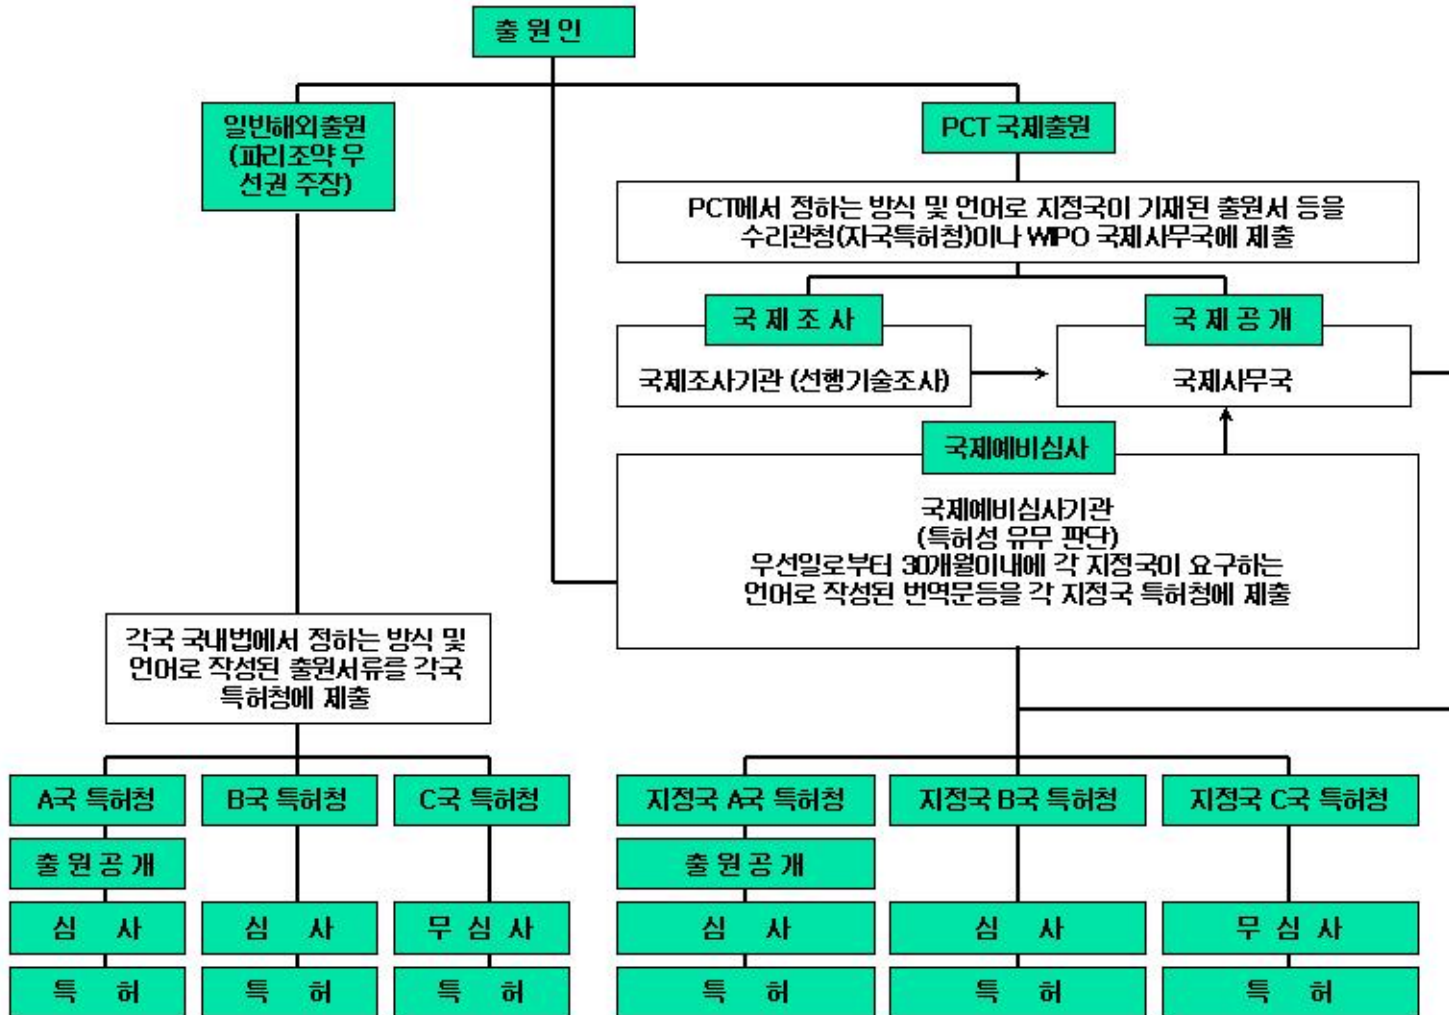 출 원 인
일반해외출원
(파리조약 우
선권 주장)
PCT 국제출원
PCT에서 정하는 방식 및 언어로 지정국이 기재된 출원서 등을
수리관청(자국특허청)이나 WIPO 국제사무국에 제출
국 제 조 사
국 제 공 개
국제조사기관 (선행기술조사)
국제사무국
국제예비심사
국제예비심사기관
(특허성 유무 판단)
우선일로부터 30개월이내에 각 지정국이 요구하는
언어로 작성된 번역문등을 각 지정국 특허청에 제출
각국 국내법에서 정하는 방식 및
언어로 작성된 출원서류를 각국
특허청에 제출
A국 특허청
B국 특허청
C국 특허청
지정국 A국 특허청
지정국 B국 특허청
지정국 C국 특허청
출 원 공 개
출 원 공 개
심 사
심 사
무 심 사
심 사
심 사
무 심 사
특 허
특 허
특 허
특 허
특 허
특 허